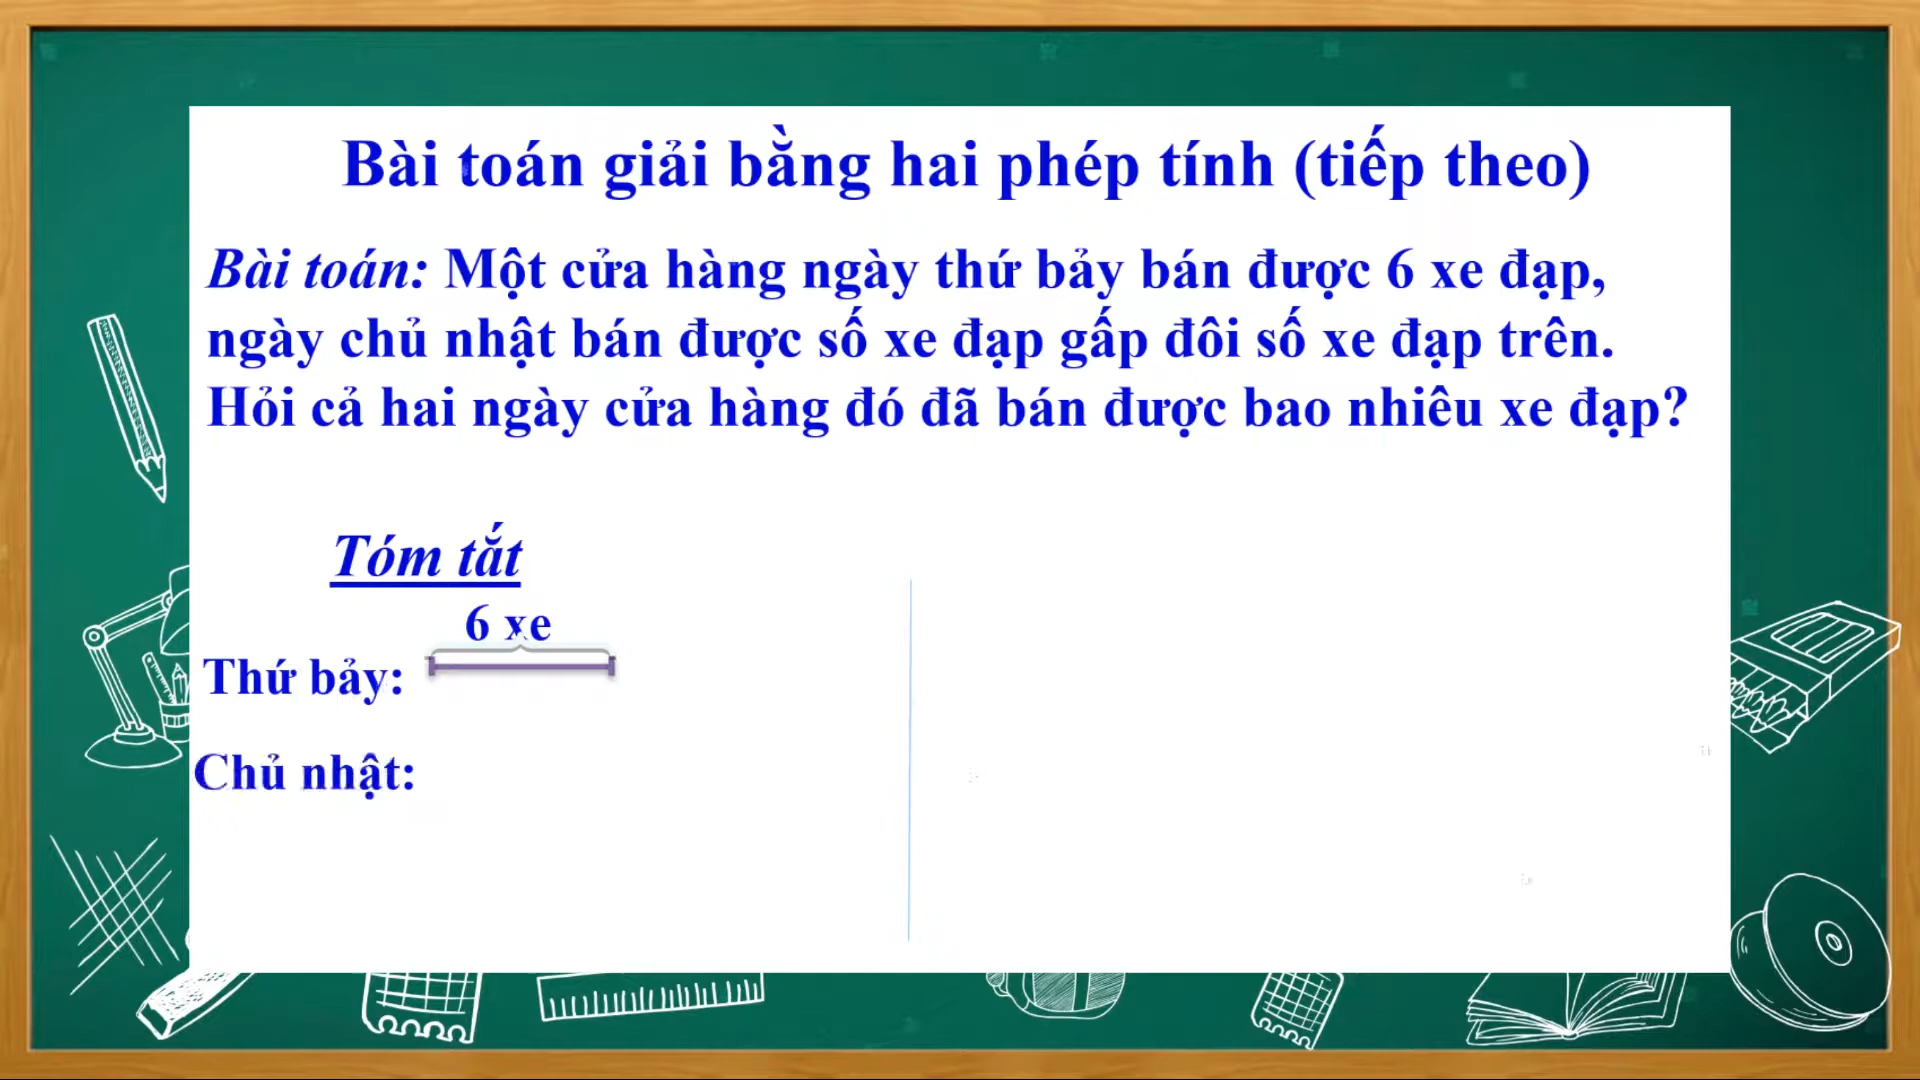 Bài toán giải bằng hai phép tính (tiếp theo)
Bài toán: Một cửa hàng ngày thứ bảy bán được 6 xe đạp,
ngày chủ nhật bán được số xe đạp gấp đôi số xe đạp trên.
Hỏi cả hai ngày cửa hàng đó đã bán được bao nhiêu xe đạp?
Tóm tắt
6 xe
Thứ bảy:
Chủ nhật: